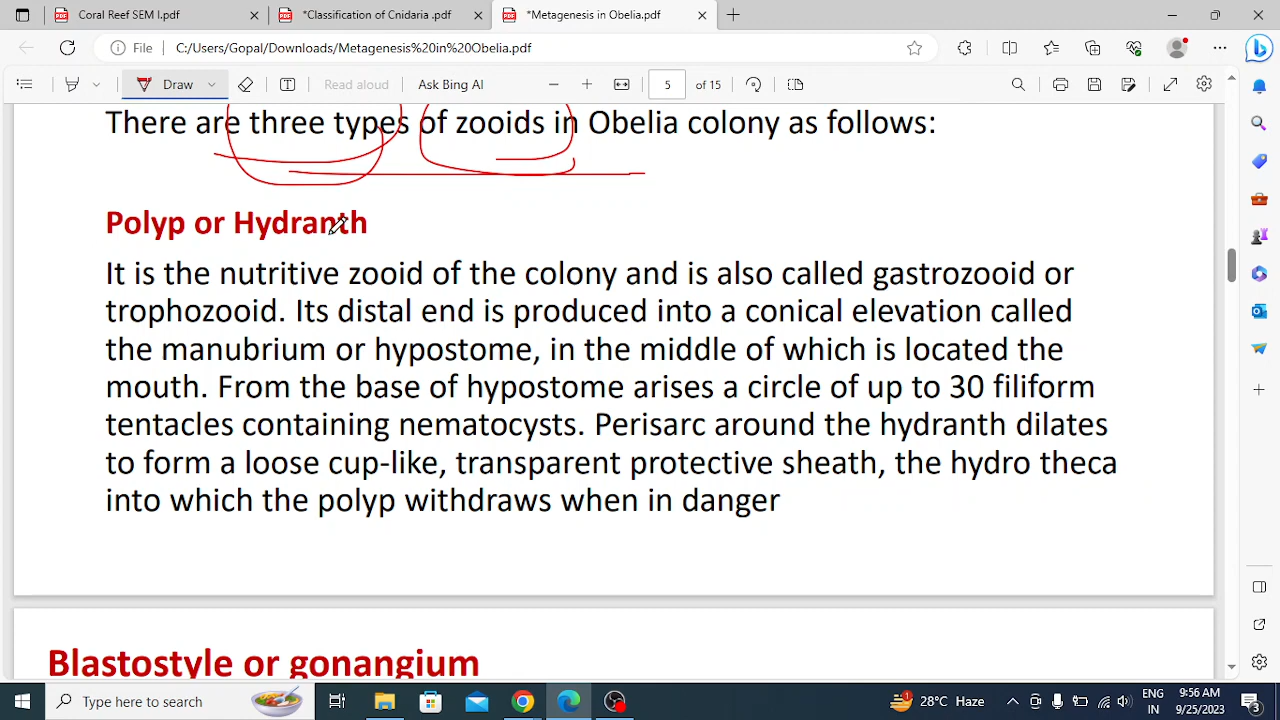 Coral Reef SEM I.pdf
*Classification of Cnidaria .pdf
*Metagenesis in Obelia.pdf
File
C:/Users/Gopal/Downloads/Metagenesis%20in%20Obelia.pdf
Draw
Read aloud
Ask Bing AI
5
of 15
There are three types of zooids in Obelia colony as follows:
Polyp or Hydranth
It is the nutritive zooid of the colony and is also called gastrozooid or
trophozooid. Its distal end is produced into a conical elevation called
the manubrium or hypostome, in the middle of which is located the
mouth. From the base of hypostome arises a circle of up to 30 filiform
tentacles containing nematocysts. Perisarc around the hydranth dilates
to form a loose cup-like, transparent protective sheath, the hydro theca
into which the polyp withdraws when in danger
Blastostyle or gonangium
Type here to search
1
28°C Haze
ENG
IN
9:56 AM
9/25/2023
3